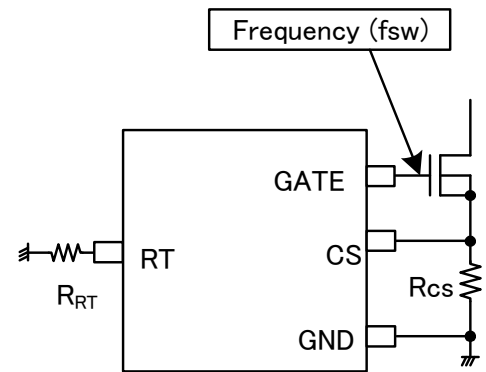 Frequency (fsw)
GATE
RT
CS
RRT
Rcs
GND